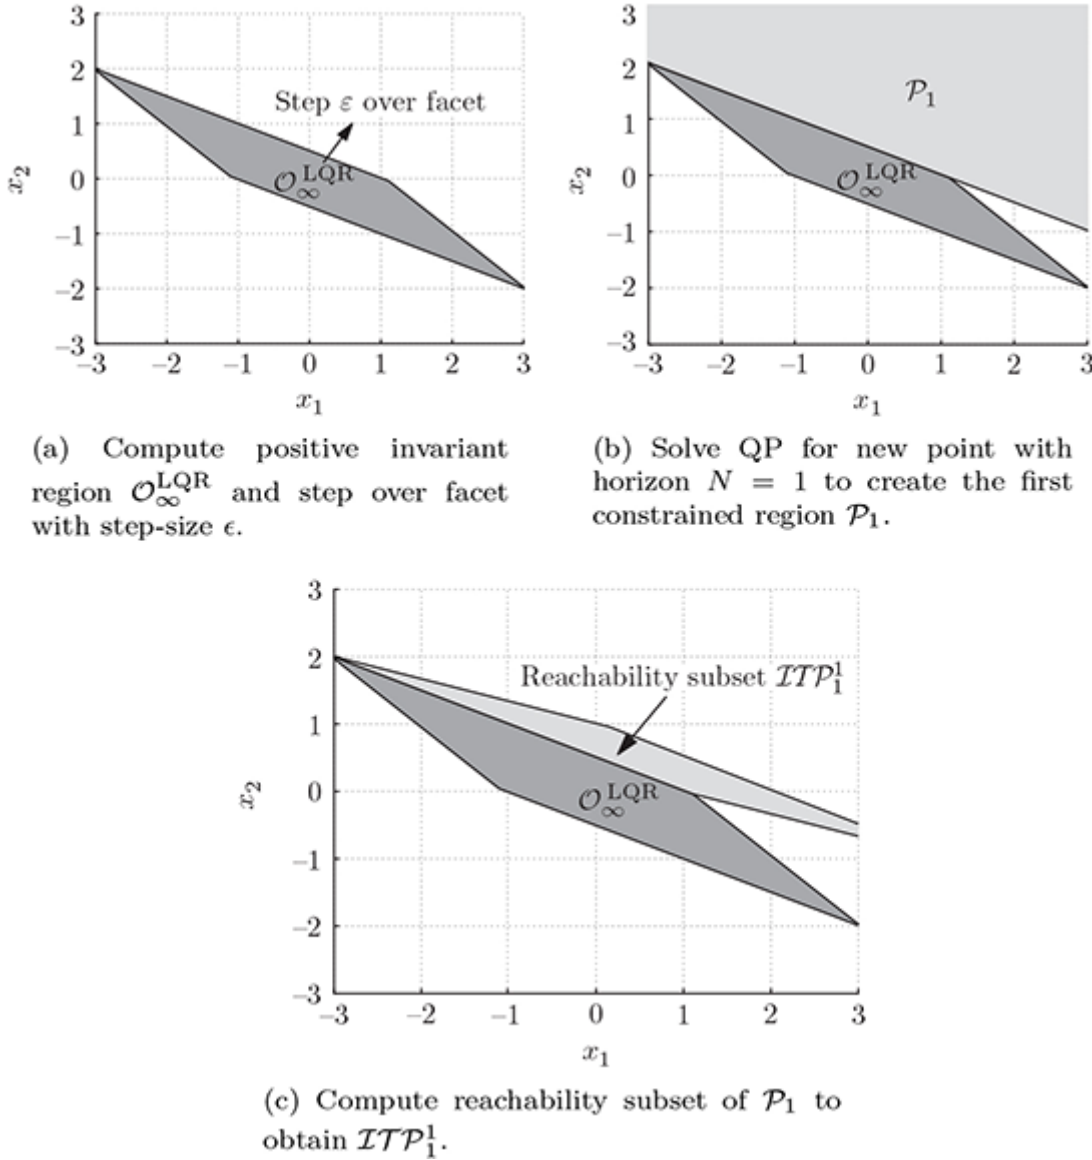 3
2
1
0
−1
−2
−3
x₂
Step ε over facet
𝒪∞^LQR
−3 −2 −1 0 1 2 3
x₁
(a) Compute positive invariant
region 𝒪∞^LQR and step over facet
with step-size ϵ.
3
2
1
0
−1
−2
−3
x₂
𝒫₁
𝒪∞^LQR
−3 −2 −1 0 1 2 3
x₁
(b) Solve QP for new point with
horizon N = 1 to create the first
constrained region 𝒫₁.
3
2
1
0
−1
−2
−3
x₂
Reachability subset ℐ𝒯𝒫₁¹
𝒪∞^LQR
−3 −2 −1 0 1 2 3
x₁
(c) Compute reachability subset of 𝒫₁ to
obtain ℐ𝒯𝒫₁¹.